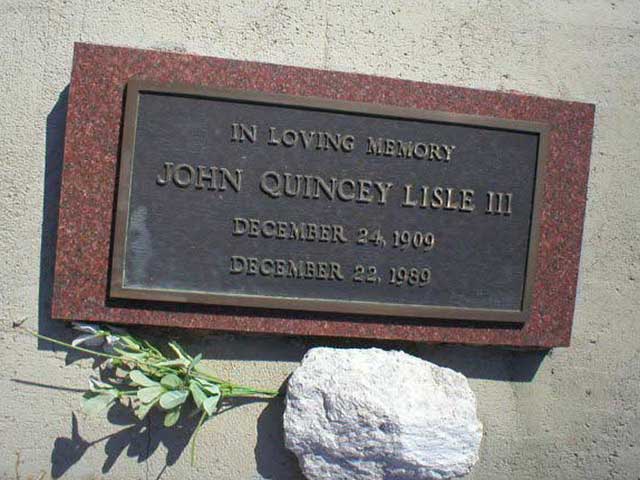 IN LOVING MEMORY
JOHN QUINCEY LISLE III
DECEMBER 24, 1909
DECEMBER 22, 1989